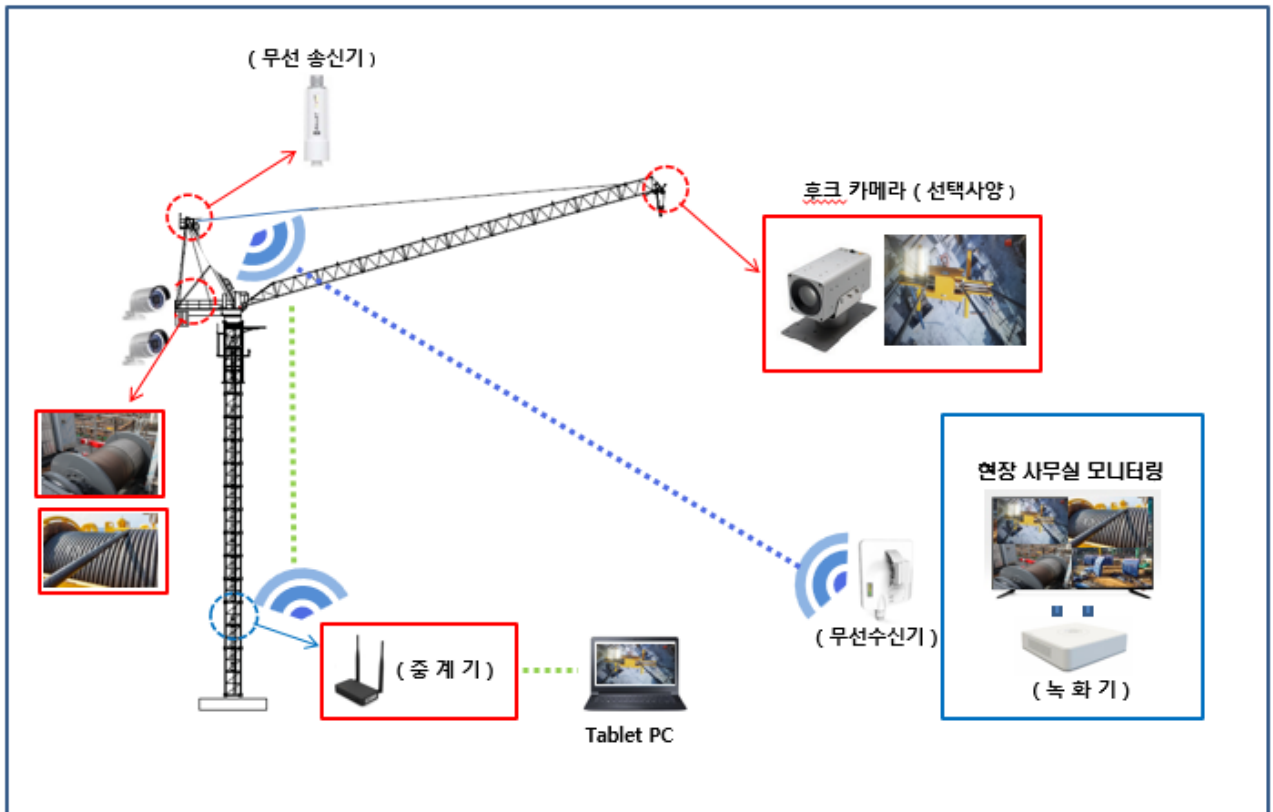 ( 무선 송신기 )
후크 카메라 ( 선택사양 )
현장 사무실 모니터링
( 무선수신기 )
( 중 계 기 )
( 녹 화 기 )
Tablet PC